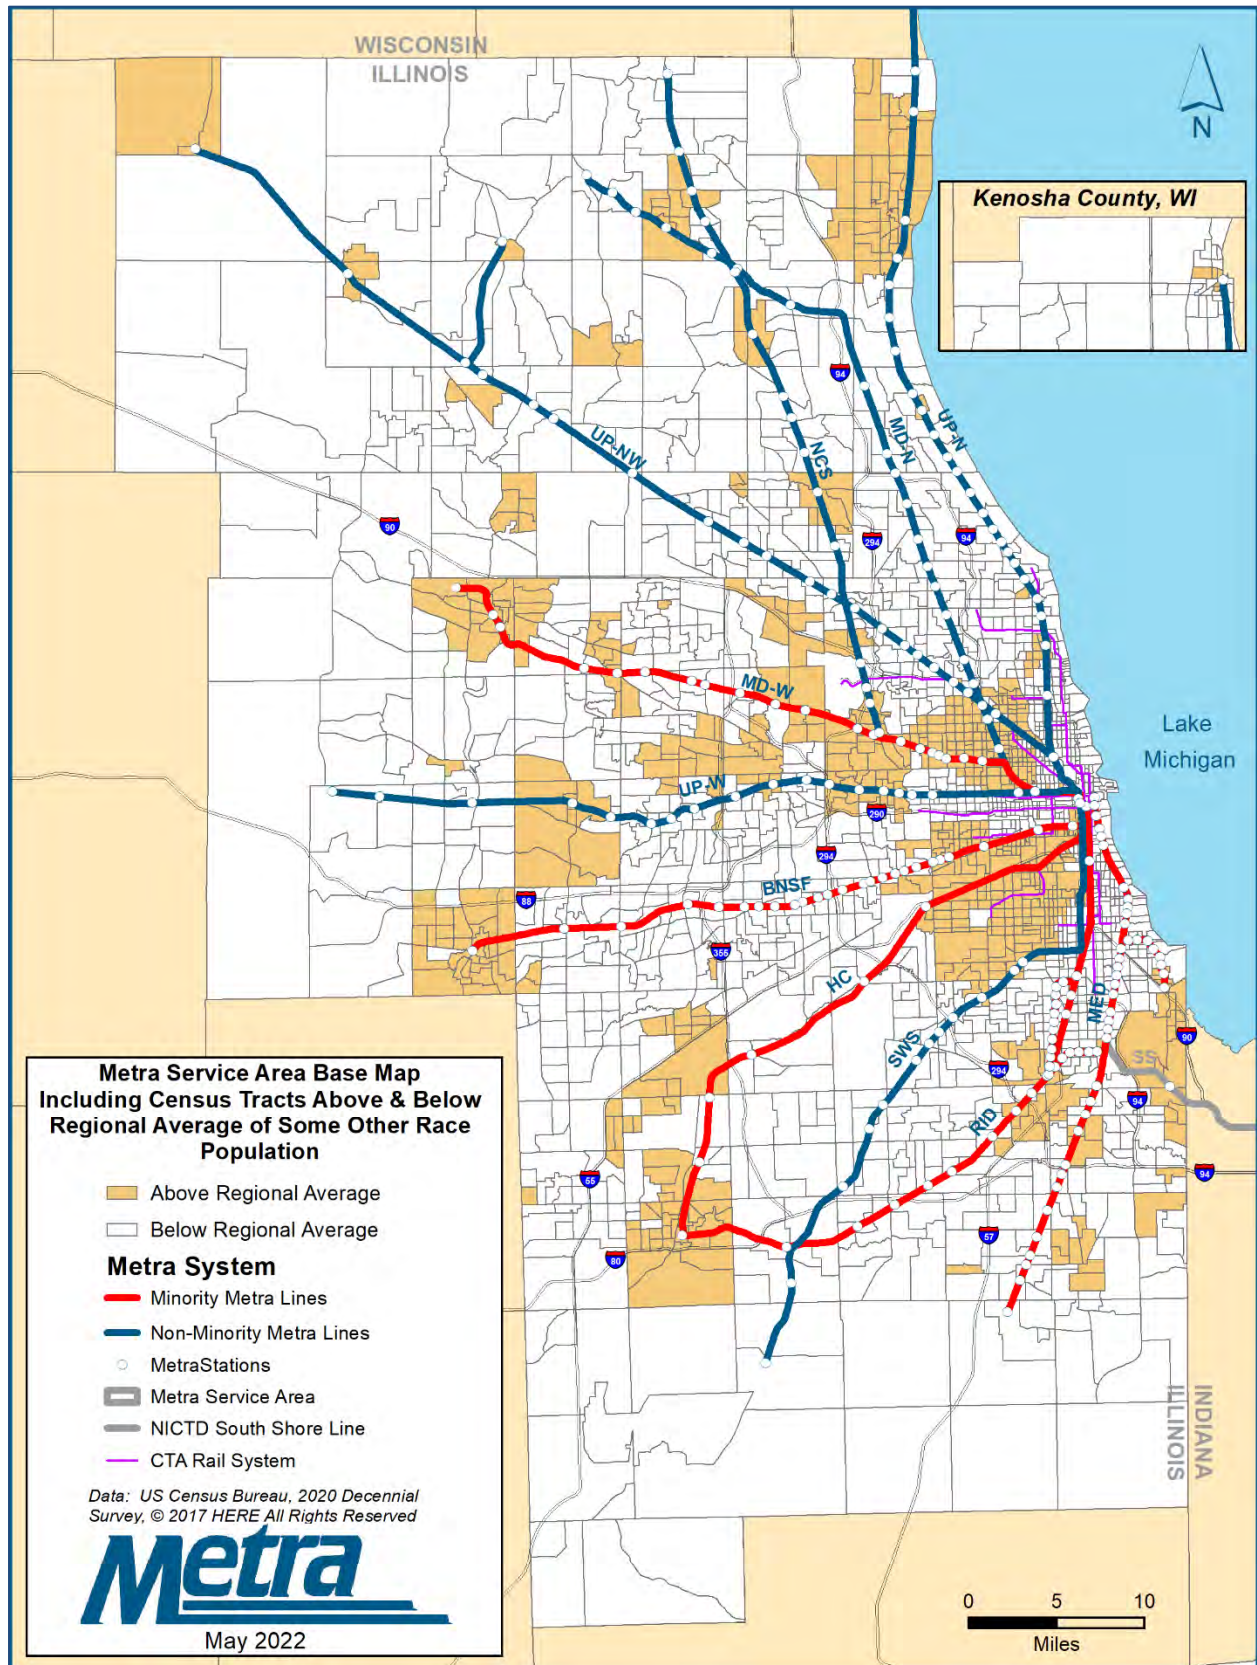 WISCONSIN
ILLINOIS
N
Kenosha County, WI
94
UP-N
MD-N
NCS
UP-NW
90
294
94
MD-W
Lake
Michigan
UP-W
290
294
BNSF
88
355
HC
MED
SWS
90
SS
294
94
RID
94
55
57
80
INDIANA
ILLINOIS
Metra Service Area Base Map
Including Census Tracts Above & Below
Regional Average of Some Other Race
Population
Above Regional Average
Below Regional Average
Metra System
Minority Metra Lines
Non-Minority Metra Lines
MetraStations
Metra Service Area
NICTD South Shore Line
CTA Rail System
Data: US Census Bureau, 2020 Decennial
Survey, © 2017 HERE All Rights Reserved
Metra
May 2022
0 5 10
Miles